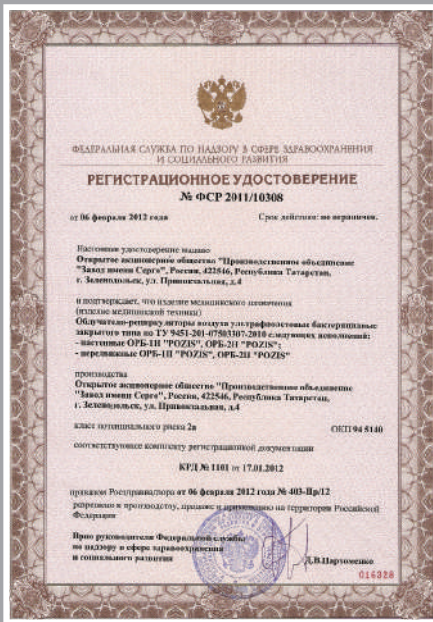 ФЕДЕРАЛЬНАЯ СЛУЖБА ПО НАДЗОРУ В СФЕРЕ ЗДРАВООХРАНЕНИЯ
И СОЦИАЛЬНОГО РАЗВИТИЯ
РЕГИСТРАЦИОННОЕ УДОСТОВЕРЕНИЕ
№ ФСР 2011/10308
от 06 февраля 2012 года Срок действия: не ограничен.
Настоящее удостоверение выдано
Открытое акционерное общество "Производственное объединение
"Завод имени Серго", Россия, 422546, Республика Татарстан,
г. Зеленодольск, ул. Привокзальная, д.4
и подтверждает, что изделие медицинского назначения
(изделие медицинской техники)
Облучатели-рециркуляторы воздуха ультрафиолетовые бактерицидные
закрытого типа по ТУ 9451-201-07503307-2010 следующих исполнений:
- настенные ОРБ-1Н "POZIS", ОРБ-2Н "POZIS";
- передвижные ОРБ-1П "POZIS", ОРБ-2П "POZIS"
производства
Открытое акционерное общество "Производственное объединение
"Завод имени Серго", Россия, 422546, Республика Татарстан,
г. Зеленодольск, ул. Привокзальная, д.4
класс потенциального риска 2а ОКП 94 5140
соответствующее комплекту регистрационной документации
КРД № 1101 от 17.01.2012
приказом Росздравнадзора от 06 февраля 2012 года № 403-Пр/12
разрешено к производству, продаже и применению на территории Российской
Федерации
Врио руководителя Федеральной службы
по надзору в сфере здравоохранения
и социального развития Д.В.Пархоменко
016328